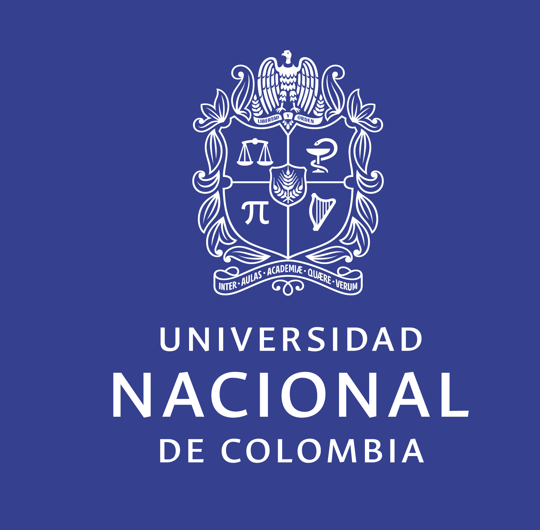 LIBERTAD Y ORDEN
π
INTER · AULAS · ACADEMIÆ · QUÆRE · VERUM
UNIVERSIDAD
NACIONAL
DE COLOMBIA